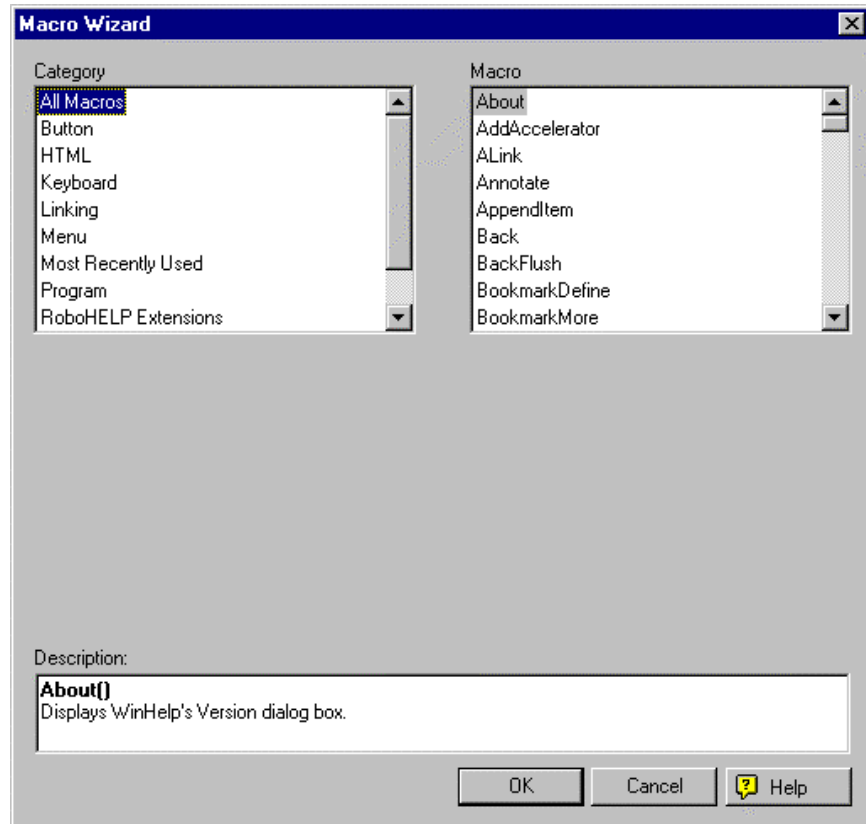 Macro Wizard
Category
All Macros
Button
HTML
Keyboard
Linking
Menu
Most Recently Used
Program
RoboHELP Extensions
Macro
About
AddAccelerator
ALink
Annotate
AppendItem
Back
BackFlush
BookmarkDefine
BookmarkMore
Description:
About()
Displays WinHelp's Version dialog box.
OK
Cancel
Help